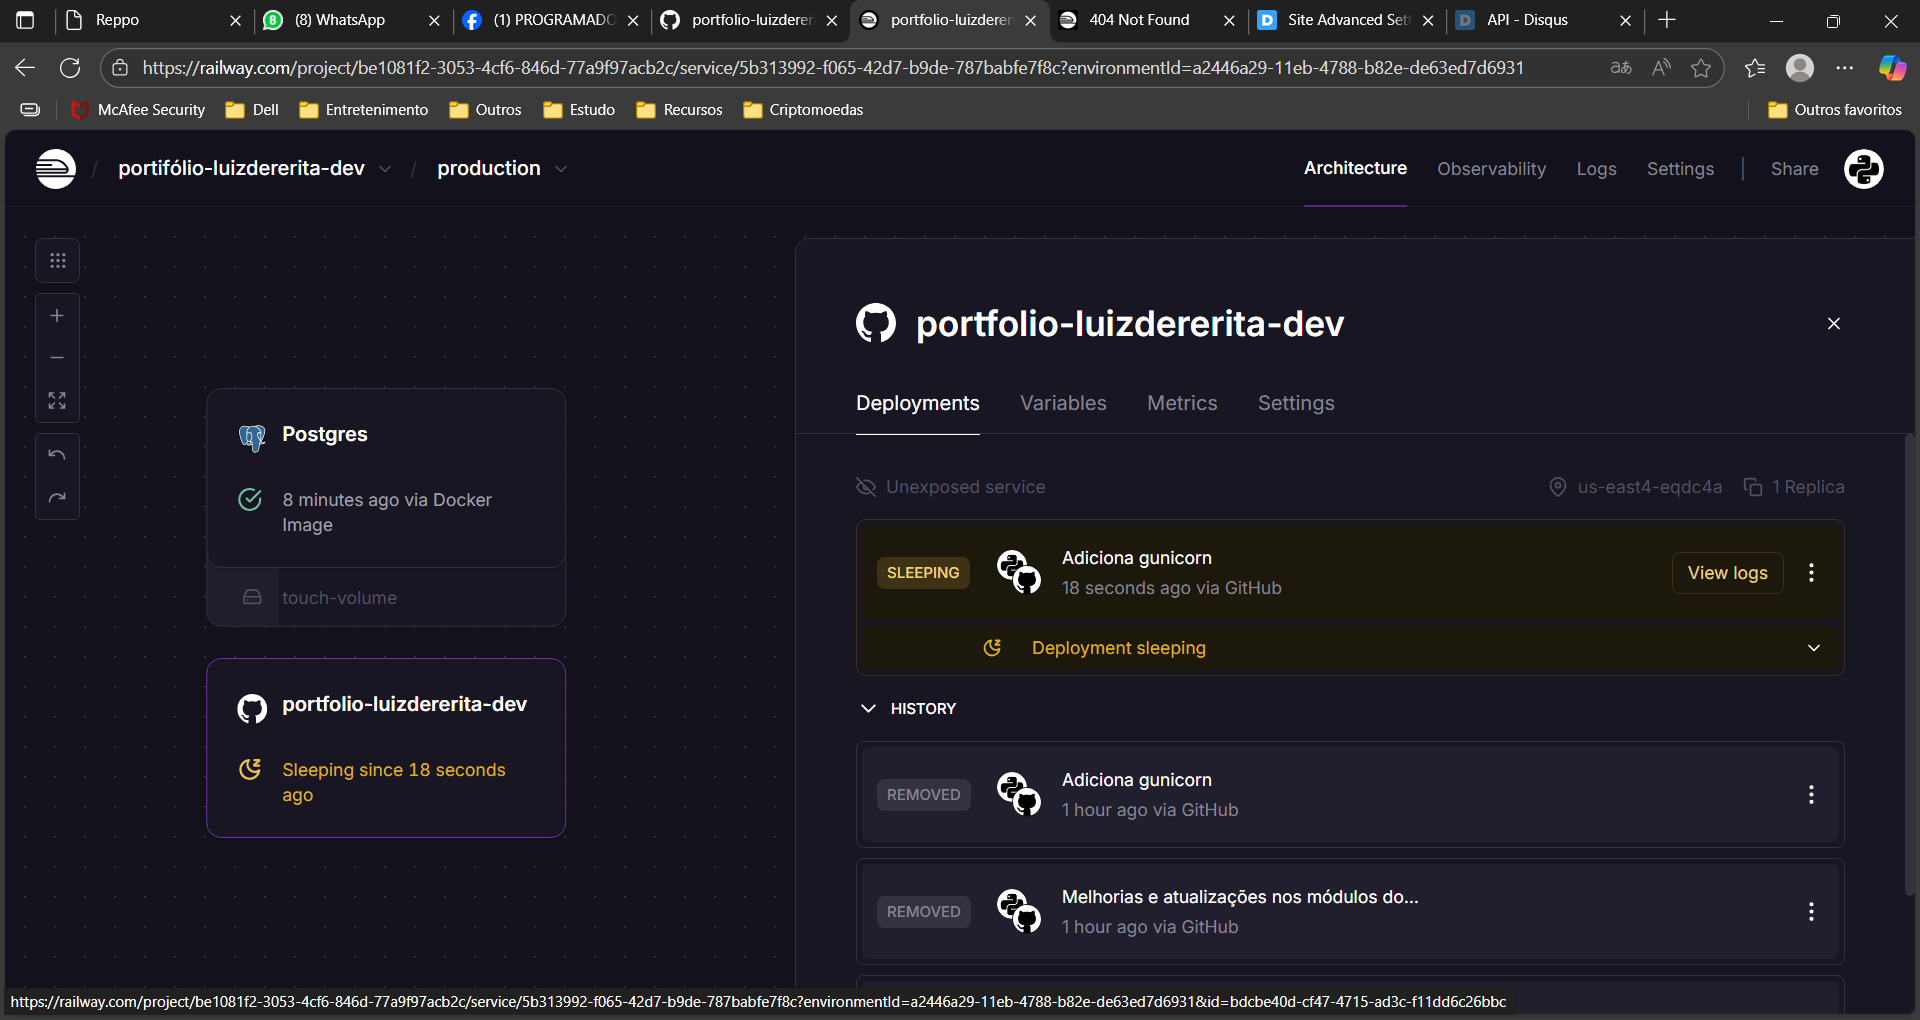 Reppo
(8) WhatsApp
(1) PROGRAMADO
portfolio-luizderer
portfolio-luizderer
404 Not Found
Site Advanced Set
API - Disqus
https://railway.com/project/be1081f2-3053-4cf6-846d-77a9f97acb2c/service/5b313992-f065-42d7-b9de-787babfe7f8c?environmentId=a2446a29-11eb-4788-b82e-de63ed7d6931
McAfee Security
Dell
Entretenimento
Outros
Estudo
Recursos
Criptomoedas
Outros favoritos
/ portifólio-luizdererita-dev / production
Architecture
Observability
Logs
Settings
Share
portfolio-luizdererita-dev
Deployments
Variables
Metrics
Settings
Postgres
8 minutes ago via Docker
Image
touch-volume
portfolio-luizdererita-dev
Sleeping since 18 seconds
ago
Unexposed service
us-east4-eqdc4a
1 Replica
SLEEPING
Adiciona gunicorn
18 seconds ago via GitHub
View logs
Deployment sleeping
HISTORY
REMOVED
Adiciona gunicorn
1 hour ago via GitHub
REMOVED
Melhorias e atualizações nos módulos do...
1 hour ago via GitHub
https://railway.com/project/be1081f2-3053-4cf6-846d-77a9f97acb2c/service/5b313992-f065-42d7-b9de-787babfe7f8c?environmentId=a2446a29-11eb-4788-b82e-de63ed7d6931&id=bdcbe40d-cf47-4715-ad3c-f11dd6c26bbc